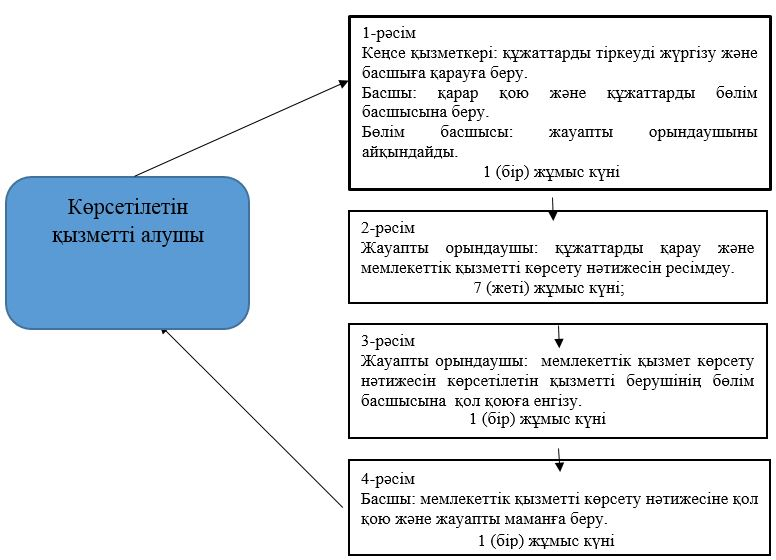 Көрсетілетін
қызметті алушы
1-рәсім
Кеңсе қызметкері: құжаттарды тіркеуді жүргізу және
басшыға қарауға беру.
Басшы: қарар қою және құжаттарды бөлім
басшысына беру.
Бөлім басшысы: жауапты орындаушыны
айқындайды.
1 (бір) жұмыс күні
2-рәсім
Жауапты орындаушы: құжаттарды қарау және
мемлекеттік қызметті көрсету нәтижесін ресімдеу.
7 (жеті) жұмыс күні;
3-рәсім
Жауапты орындаушы: мемлекеттік қызмет көрсету
нәтижесін көрсетілетін қызметті берушінің бөлім
басшысына қол қоюға енгізу.
1 (бір) жұмыс күні
4-рәсім
Басшы: мемлекеттік қызметті көрсету нәтижесіне қол
қою және жауапты маманға беру.
1 (бір) жұмыс күні